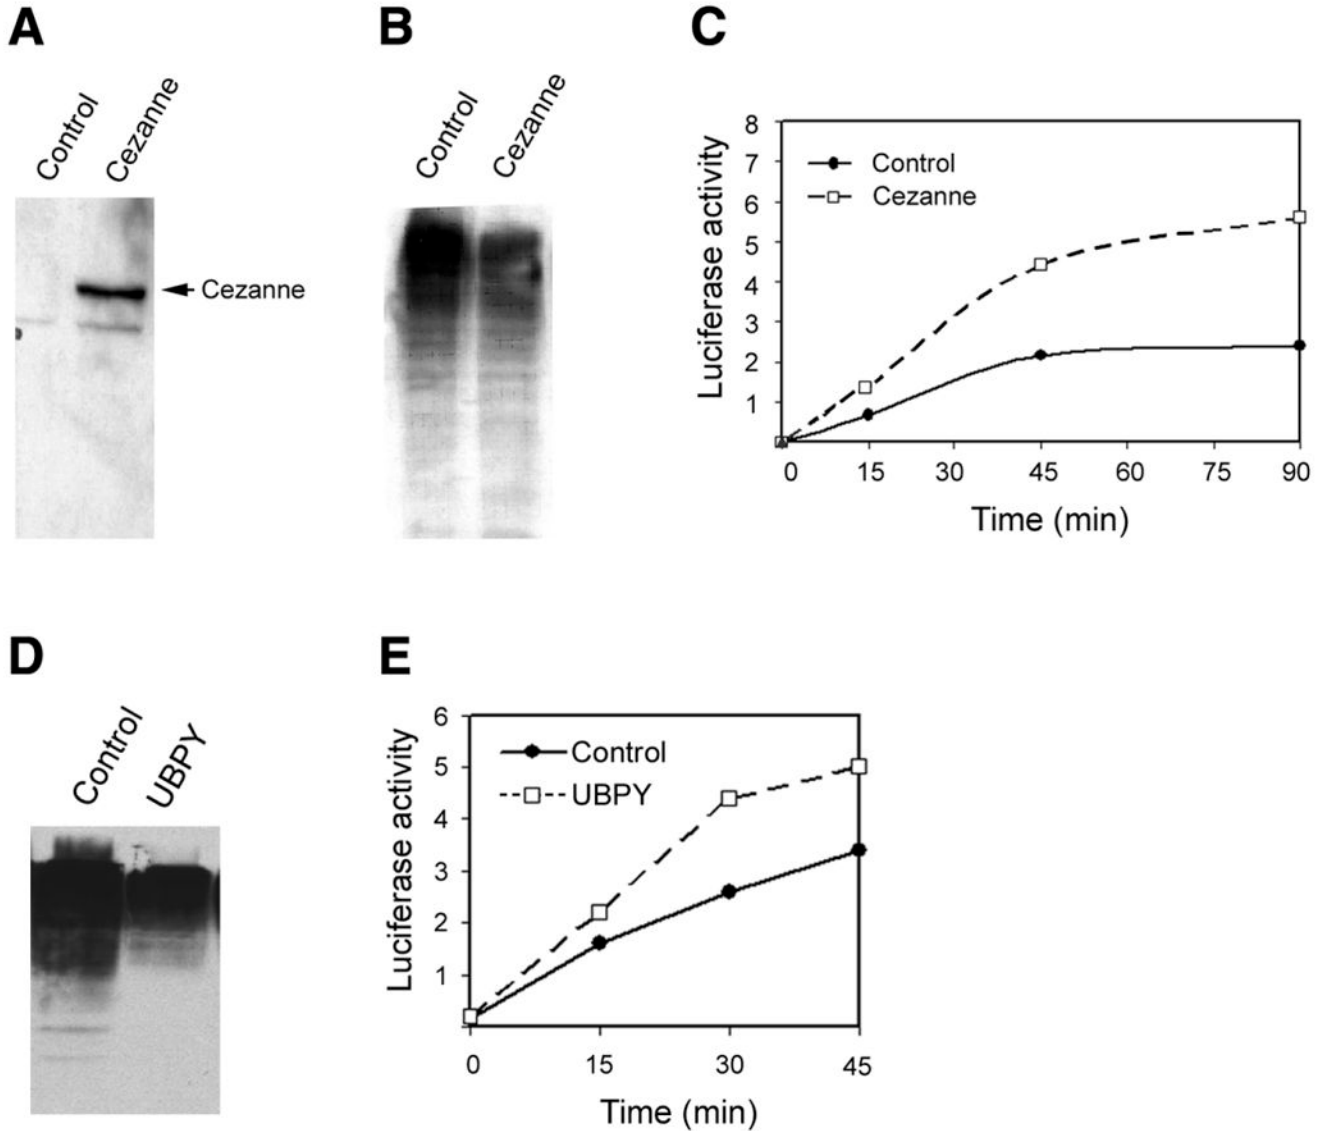 A
Control
Cezanne
Cezanne
B
Control
Cezanne
C
Luciferase activity
8
7
6
5
4
3
2
1
Control
Cezanne
0 15 30 45 60 75 90
Time (min)
D
Control
UBPY
E
Luciferase activity
6
5
4
3
2
1
Control
UBPY
0 15 30 45
Time (min)